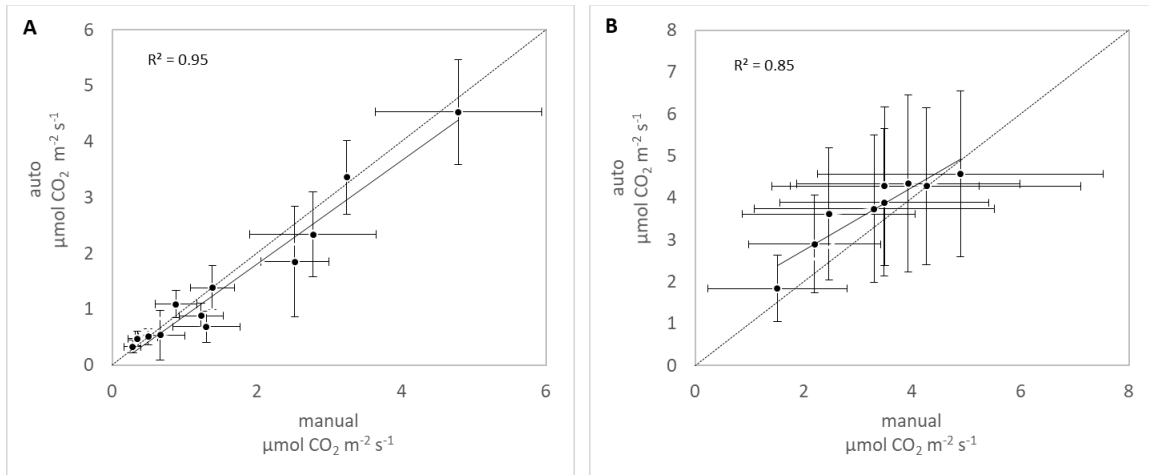 A
R² = 0.95
6
5
4
3
2
1
0
auto
μmol CO₂ m⁻² s⁻¹
0 2 4 6
manual
μmol CO₂ m⁻² s⁻¹
B
R² = 0.85
8
7
6
5
4
3
2
1
0
auto
μmol CO₂ m⁻² s⁻¹
0 2 4 6 8
manual
μmol CO₂ m⁻² s⁻¹